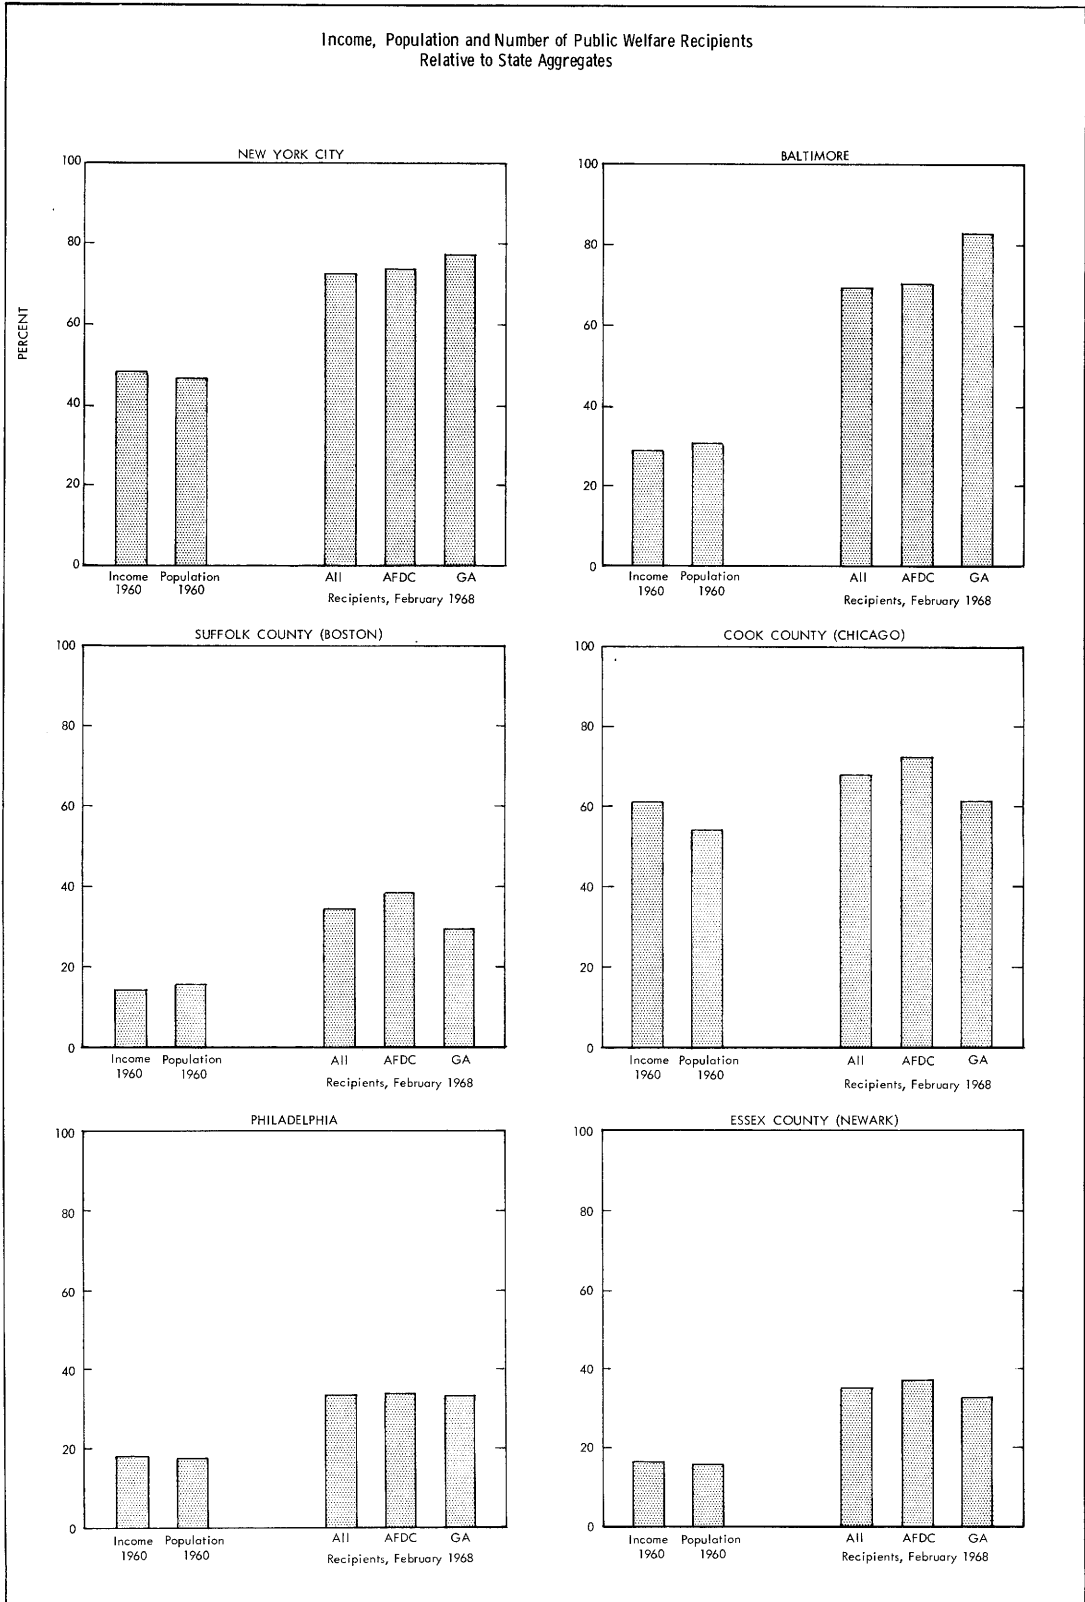 Income, Population and Number of Public Welfare Recipients
Relative to State Aggregates
PERCENT
NEW YORK CITY
100
80
60
40
20
0
Income Population All AFDC GA
1960 1960 Recipients, February 1968
BALTIMORE
100
80
60
40
20
0
Income Population All AFDC GA
1960 1960 Recipients, February 1968
SUFFOLK COUNTY (BOSTON)
100
80
60
40
20
0
Income Population All AFDC GA
1960 1960 Recipients, February 1968
COOK COUNTY (CHICAGO)
100
80
60
40
20
0
Income Population All AFDC GA
1960 1960 Recipients, February 1968
PHILADELPHIA
100
80
60
40
20
0
Income Population All AFDC GA
1960 1960 Recipients, February 1968
ESSEX COUNTY (NEWARK)
100
80
60
40
20
0
Income Population All AFDC GA
1960 1960 Recipients, February 1968